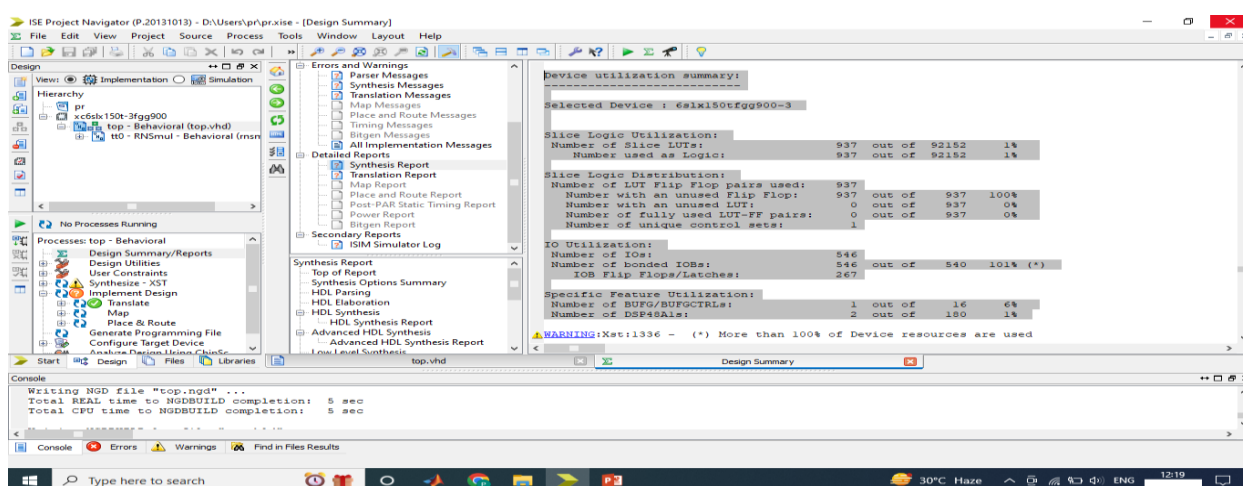 ISE Project Navigator (P.20131013) - D:\Users\pr\pr.xise - [Design Summary]
File Edit View Project Source Process Tools Window Layout Help
Design
View: Implementation Simulation
Hierarchy
pr
xc6slx150t-3fgg900
top - Behavioral (top.vhd)
tt0 - RNSmul - Behavioral (rnsn
No Processes Running
Processes: top - Behavioral
Design Summary/Reports
Design Utilities
User Constraints
Synthesize - XST
Implement Design
Translate
Map
Place & Route
Generate Programming File
Configure Target Device
Analyze Design Using ChipSc
Start Design Files Libraries
Errors and Warnings
Parser Messages
Synthesis Messages
Translation Messages
Map Messages
Place and Route Messages
Timing Messages
Bitgen Messages
All Implementation Messages
Detailed Reports
Synthesis Report
Translation Report
Map Report
Place and Route Report
Post-PAR Static Timing Report
Power Report
Bitgen Report
Secondary Reports
ISIM Simulator Log
Synthesis Report
Top of Report
Synthesis Options Summary
HDL Parsing
HDL Elaboration
HDL Synthesis
HDL Synthesis Report
Advanced HDL Synthesis
Advanced HDL Synthesis Report
Low Level Synthesis
Device utilization summary:
---------------------------
Selected Device : 6slx150tfgg900-3
Slice Logic Utilization:
Number of Slice LUTs: 937 out of 92152 1%
Number used as Logic: 937 out of 92152 1%
Slice Logic Distribution:
Number of LUT Flip Flop pairs used: 937
Number with an unused Flip Flop: 937 out of 937 100%
Number with an unused LUT: 0 out of 937 0%
Number of fully used LUT-FF pairs: 0 out of 937 0%
Number of unique control sets: 1
IO Utilization:
Number of IOs: 546
Number of bonded IOBs: 546 out of 540 101% (*)
IOB Flip Flops/Latches: 267
Specific Feature Utilization:
Number of BUFG/BUFGCTRLs: 1 out of 16 6%
Number of DSP48A1s: 2 out of 180 1%
WARNING:Xst:1336 - (*) More than 100% of Device resources are used
top.vhd Design Summary
Console
Writing NGD file "top.ngd" ...
Total REAL time to NGDBUILD completion: 5 sec
Total CPU time to NGDBUILD completion: 5 sec
Console Errors Warnings Find in Files Results
Type here to search
30°C Haze ENG 12:19